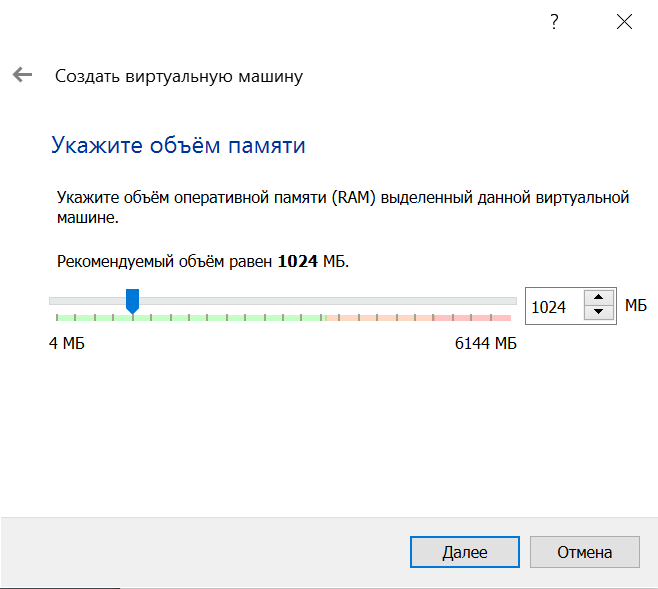 ?
Создать виртуальную машину
Укажите объём памяти
Укажите объём оперативной памяти (RAM) выделенный данной виртуальной
машине.
Рекомендуемый объём равен 1024 МБ.
1024 МБ
4 МБ 6144 МБ
Далее Отмена